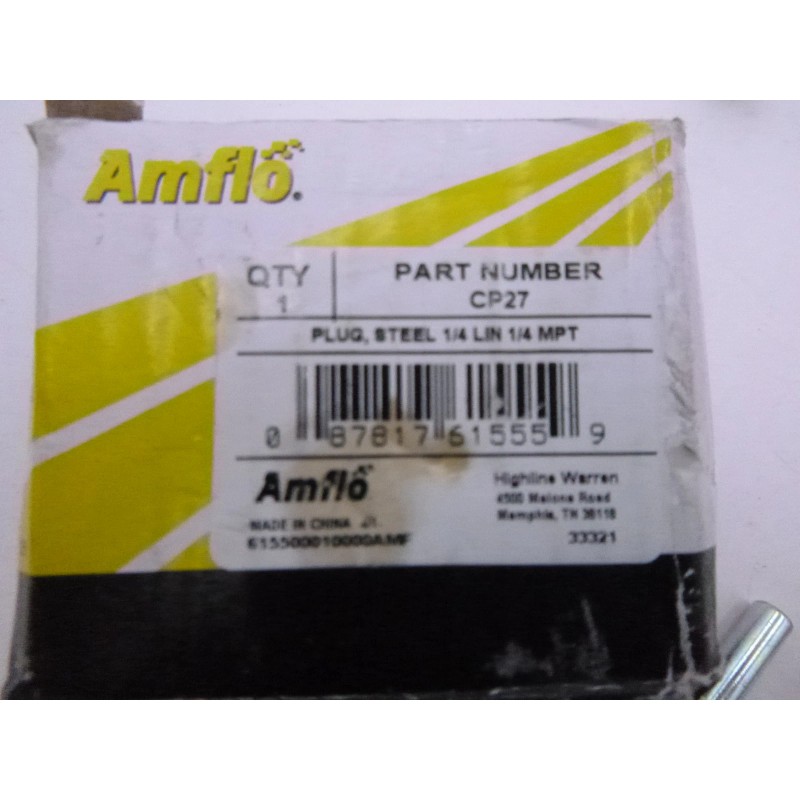 Amflo®
QTY
1
PART NUMBER
CP27
PLUG, STEEL 1/4 LIN 1/4 MPT
0 87817 61555 9
Amflo
Highline Warren
4500 Malone Road
Memphis, TN 38118
MADE IN CHINA
615500010000AMF
33321